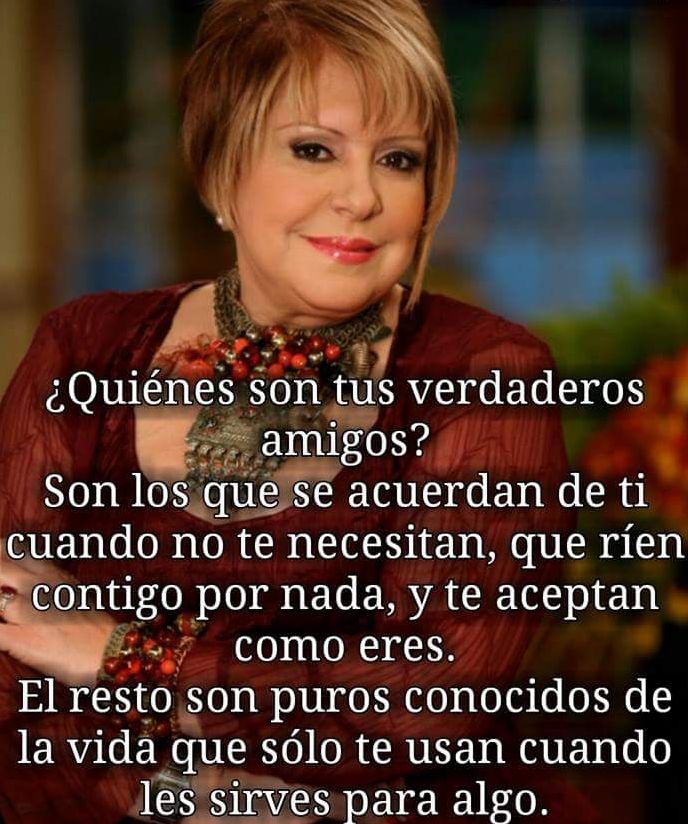 ¿Quiénes son tus verdaderos
amigos?
Son los que se acuerdan de ti
cuando no te necesitan, que ríen
contigo por nada, y te aceptan
como eres.
El resto son puros conocidos de
la vida que sólo te usan cuando
les sirves para algo.